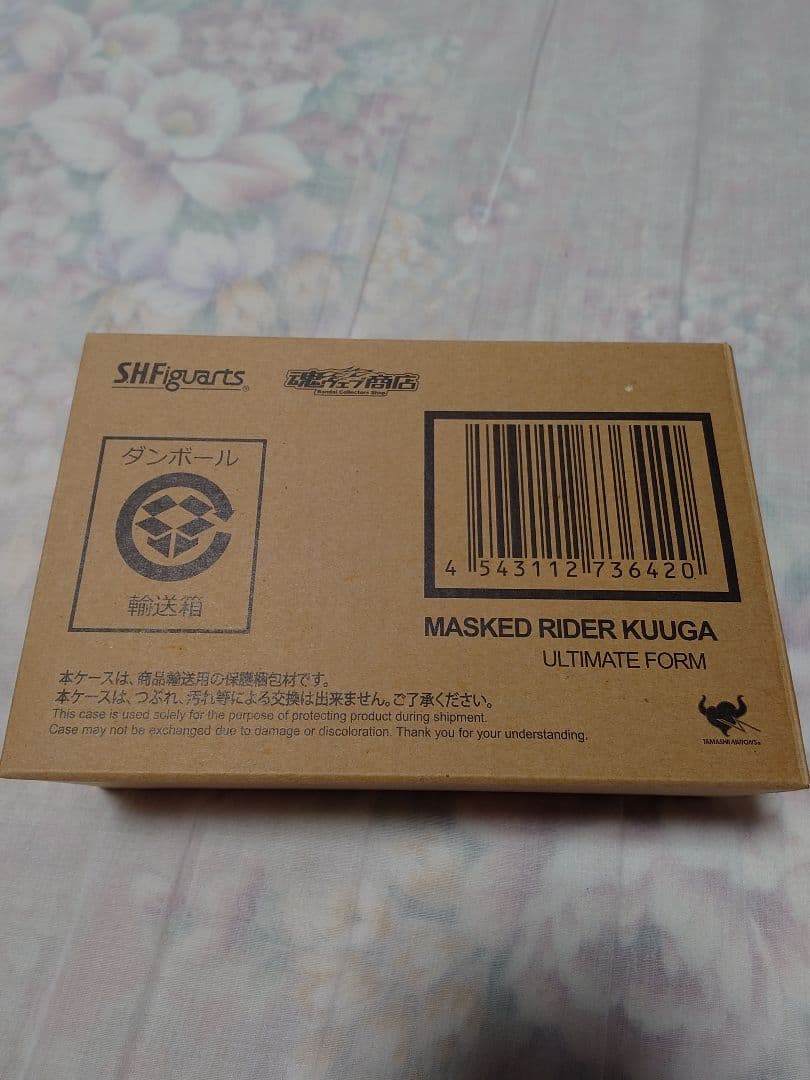 S.H.Figuarts®
魂ウェブ商店
Bandai Collectors Shop
ダンボール
輸送箱
4 543112 736420
MASKED RIDER KUUGA
ULTIMATE FORM
本ケースは、商品輸送用の保護梱包材です。
本ケースは、つぶれ、汚れ等による交換は出来ません。ご了承ください。
This case is used solely for the purpose of protecting product during shipment.
Case may not be exchanged due to damage or discoloration. Thank you for your understanding.
TAMASHII NATIONS®